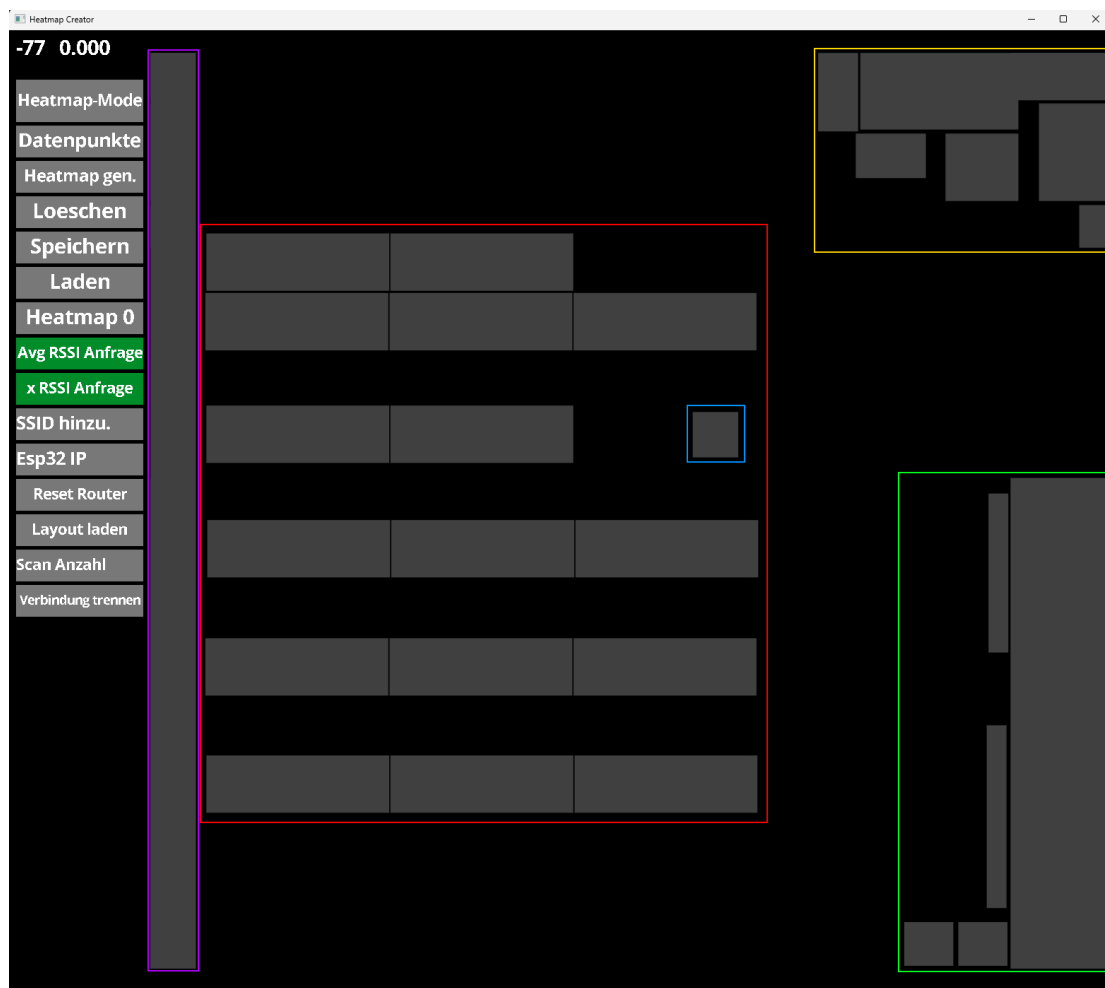 Heatmap Creator
-77 0.000
Heatmap-Mode
Datenpunkte
Heatmap gen.
Loeschen
Speichern
Laden
Heatmap 0
Avg RSSI Anfrage
x RSSI Anfrage
SSID hinzu.
Esp32 IP
Reset Router
Layout laden
Scan Anzahl
Verbindung trennen